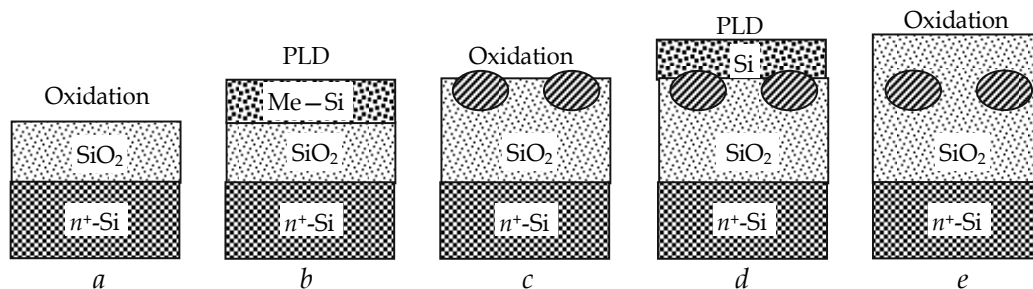 Oxidation
SiO₂
n⁺-Si
a
PLD
Me–Si
SiO₂
n⁺-Si
b
Oxidation
SiO₂
n⁺-Si
c
PLD
Si
SiO₂
n⁺-Si
d
Oxidation
SiO₂
n⁺-Si
e